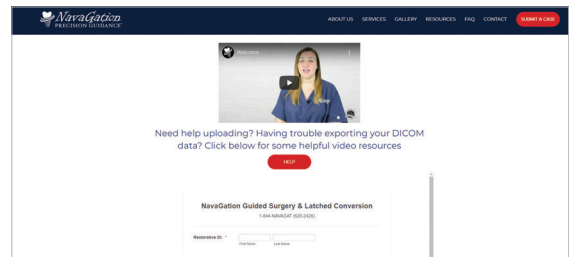 NavaGation
PRECISION GUIDANCE
ABOUT US SERVICES GALLERY RESOURCES FAQ CONTACT SUBMIT A CASE
Welcome
Need help uploading? Having trouble exporting your DICOM
data? Click below for some helpful video resources
HELP
NavaGation Guided Surgery & Latched Conversion
1-844-NAVAGAT (628-2428)
Restorative Dr. *
First Name Last Name